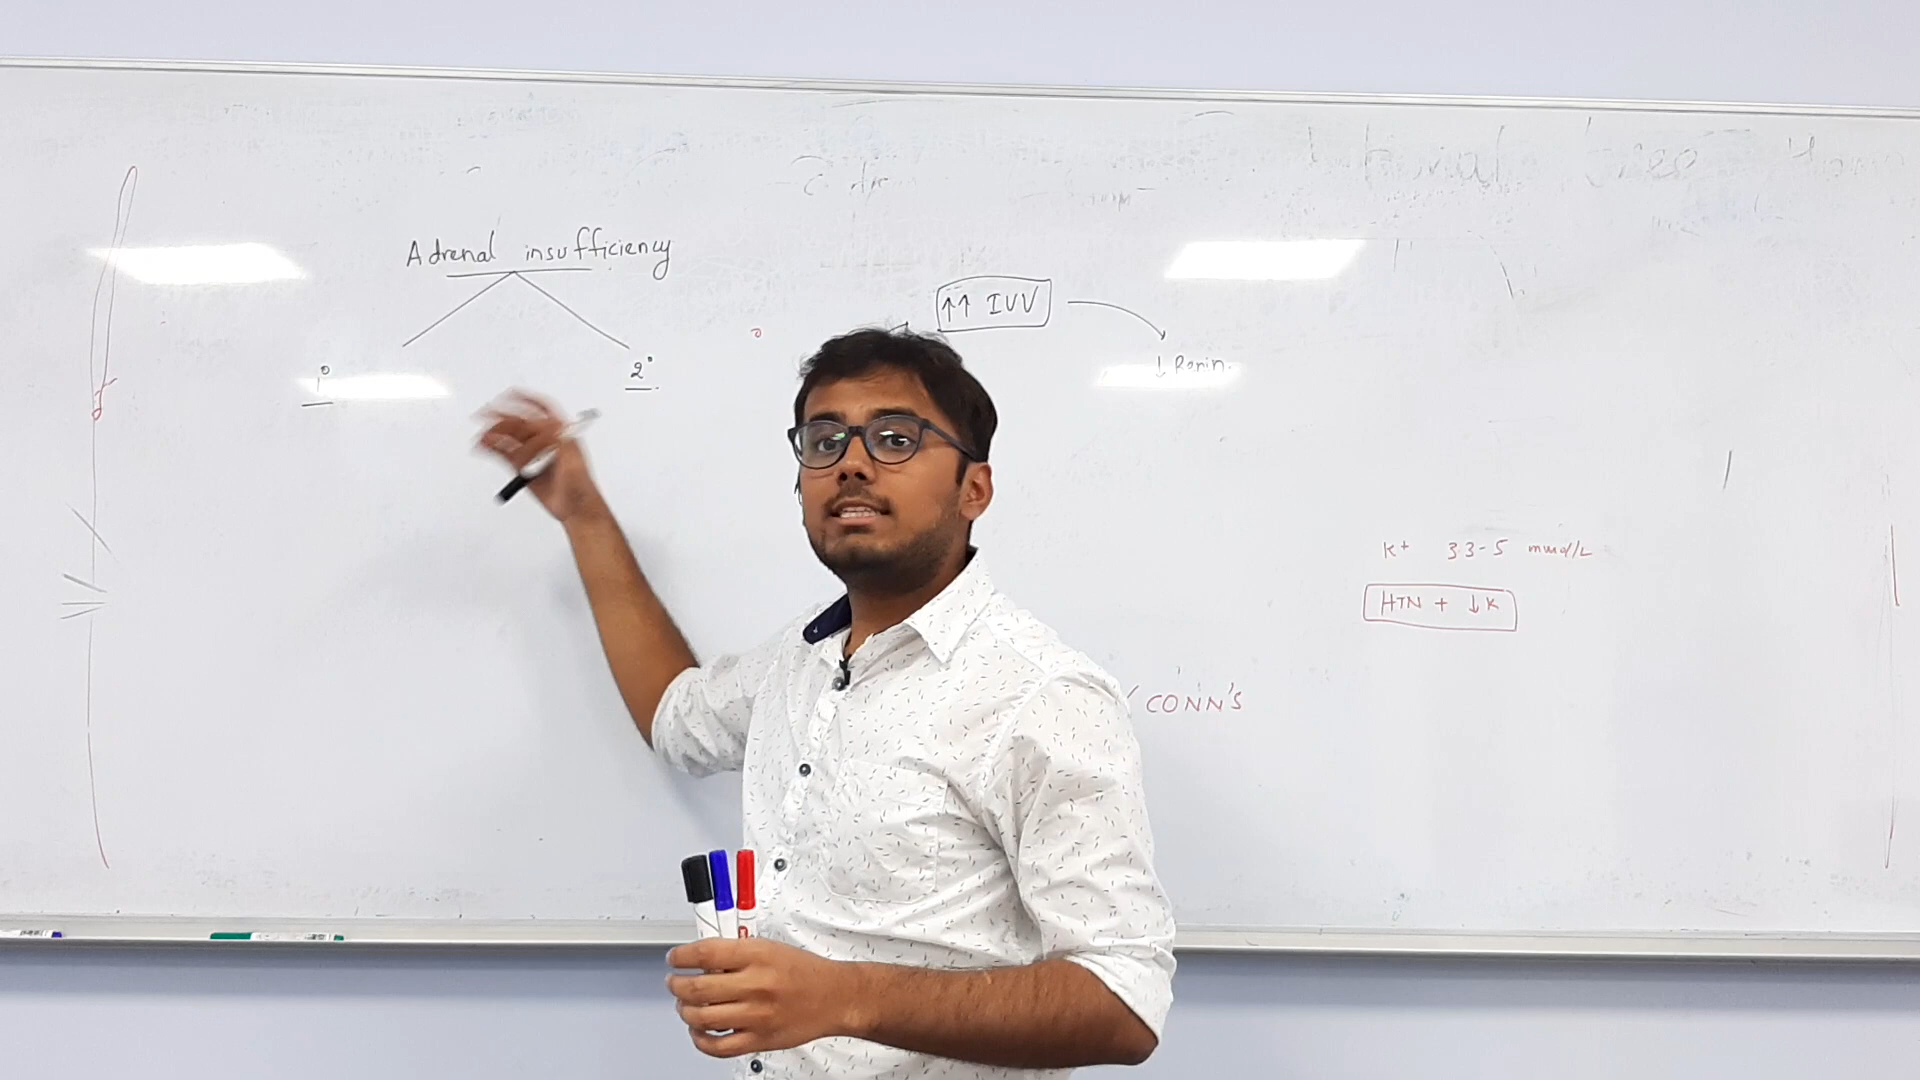 Adrenal insufficiency
1° 2°
↑↑ IVV
↓ Renin.
K+ 3.3-5 mmol/L
HTN + ↓K
CONN'S